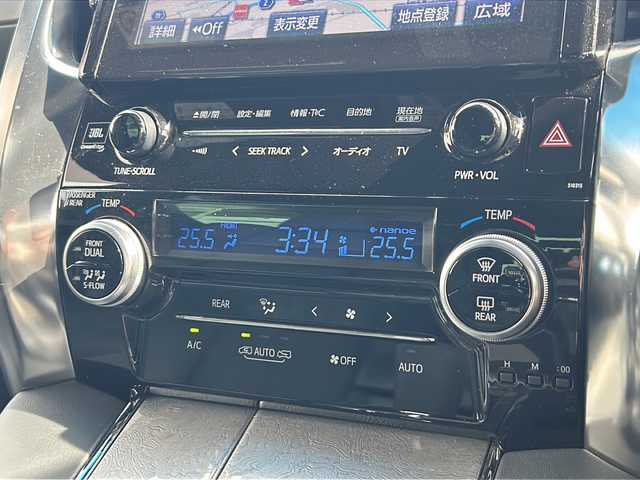 詳細 ◀Off 表示変更 地点登録 広域
JBL ▲開/閉 設定・編集 情報・T・C 目的地 現在地
TUNE・SCROLL < SEEK TRACK > オーディオ TV PWR・VOL
PASSENGER
/REAR TEMP TEMP
FRONT
DUAL 25.5 3:34 nanoe 25.5 FRONT
S-FLOW REAR
REAR < >
A/C AUTO OFF AUTO H M :00